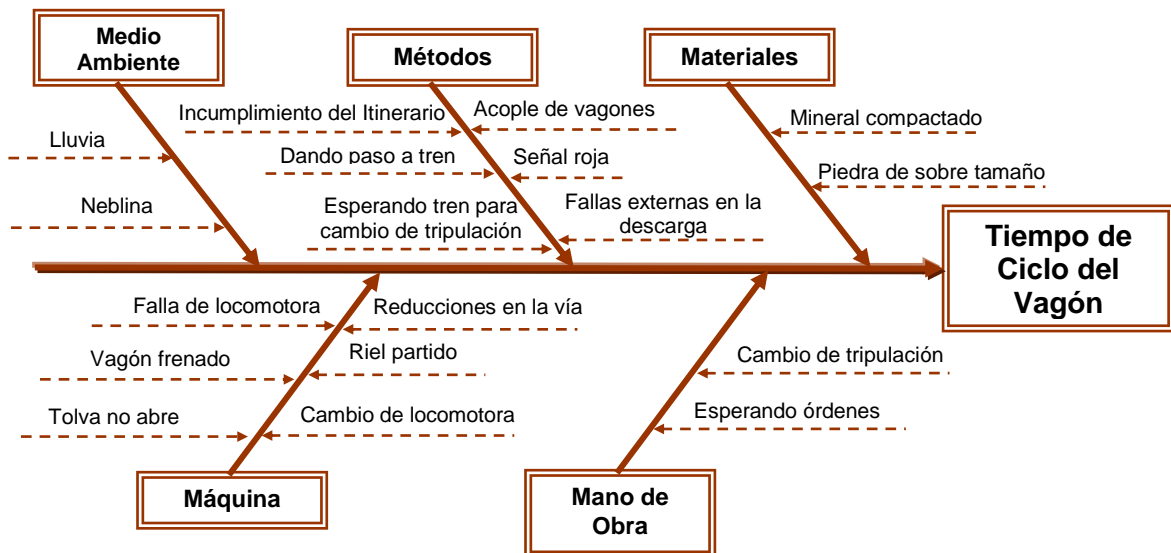 Medio
Ambiente
Métodos
Materiales
Incumplimiento del Itinerario
Acople de vagones
Mineral compactado
Lluvia
Dando paso a tren
Señal roja
Piedra de sobre tamaño
Neblina
Esperando tren para
cambio de tripulación
Fallas externas en la
descarga
Tiempo de
Ciclo del
Vagón
Falla de locomotora
Reducciones en la vía
Vagón frenado
Riel partido
Cambio de tripulación
Tolva no abre
Cambio de locomotora
Esperando órdenes
Máquina
Mano de
Obra